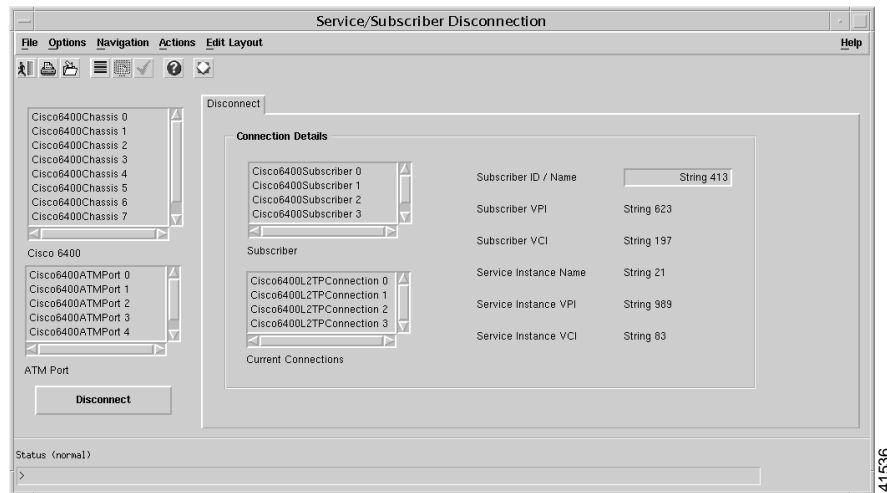 Service/Subscriber Disconnection
File Options Navigation Actions Edit Layout Help
Disconnect
Cisco6400Chassis 0
Cisco6400Chassis 1
Cisco6400Chassis 2
Cisco6400Chassis 3
Cisco6400Chassis 4
Cisco6400Chassis 5
Cisco6400Chassis 6
Cisco6400Chassis 7
Cisco 6400
Cisco6400ATMPort 0
Cisco6400ATMPort 1
Cisco6400ATMPort 2
Cisco6400ATMPort 3
Cisco6400ATMPort 4
ATM Port
Disconnect
Connection Details
Cisco6400Subscriber 0
Cisco6400Subscriber 1
Cisco6400Subscriber 2
Cisco6400Subscriber 3
Subscriber
Cisco6400L2TPConnection 0
Cisco6400L2TPConnection 1
Cisco6400L2TPConnection 2
Cisco6400L2TPConnection 3
Current Connections
Subscriber ID / Name String 413
Subscriber VPI String 623
Subscriber VCI String 197
Service Instance Name String 21
Service Instance VPI String 989
Service Instance VCI String 83
Status (normal)
>
41536